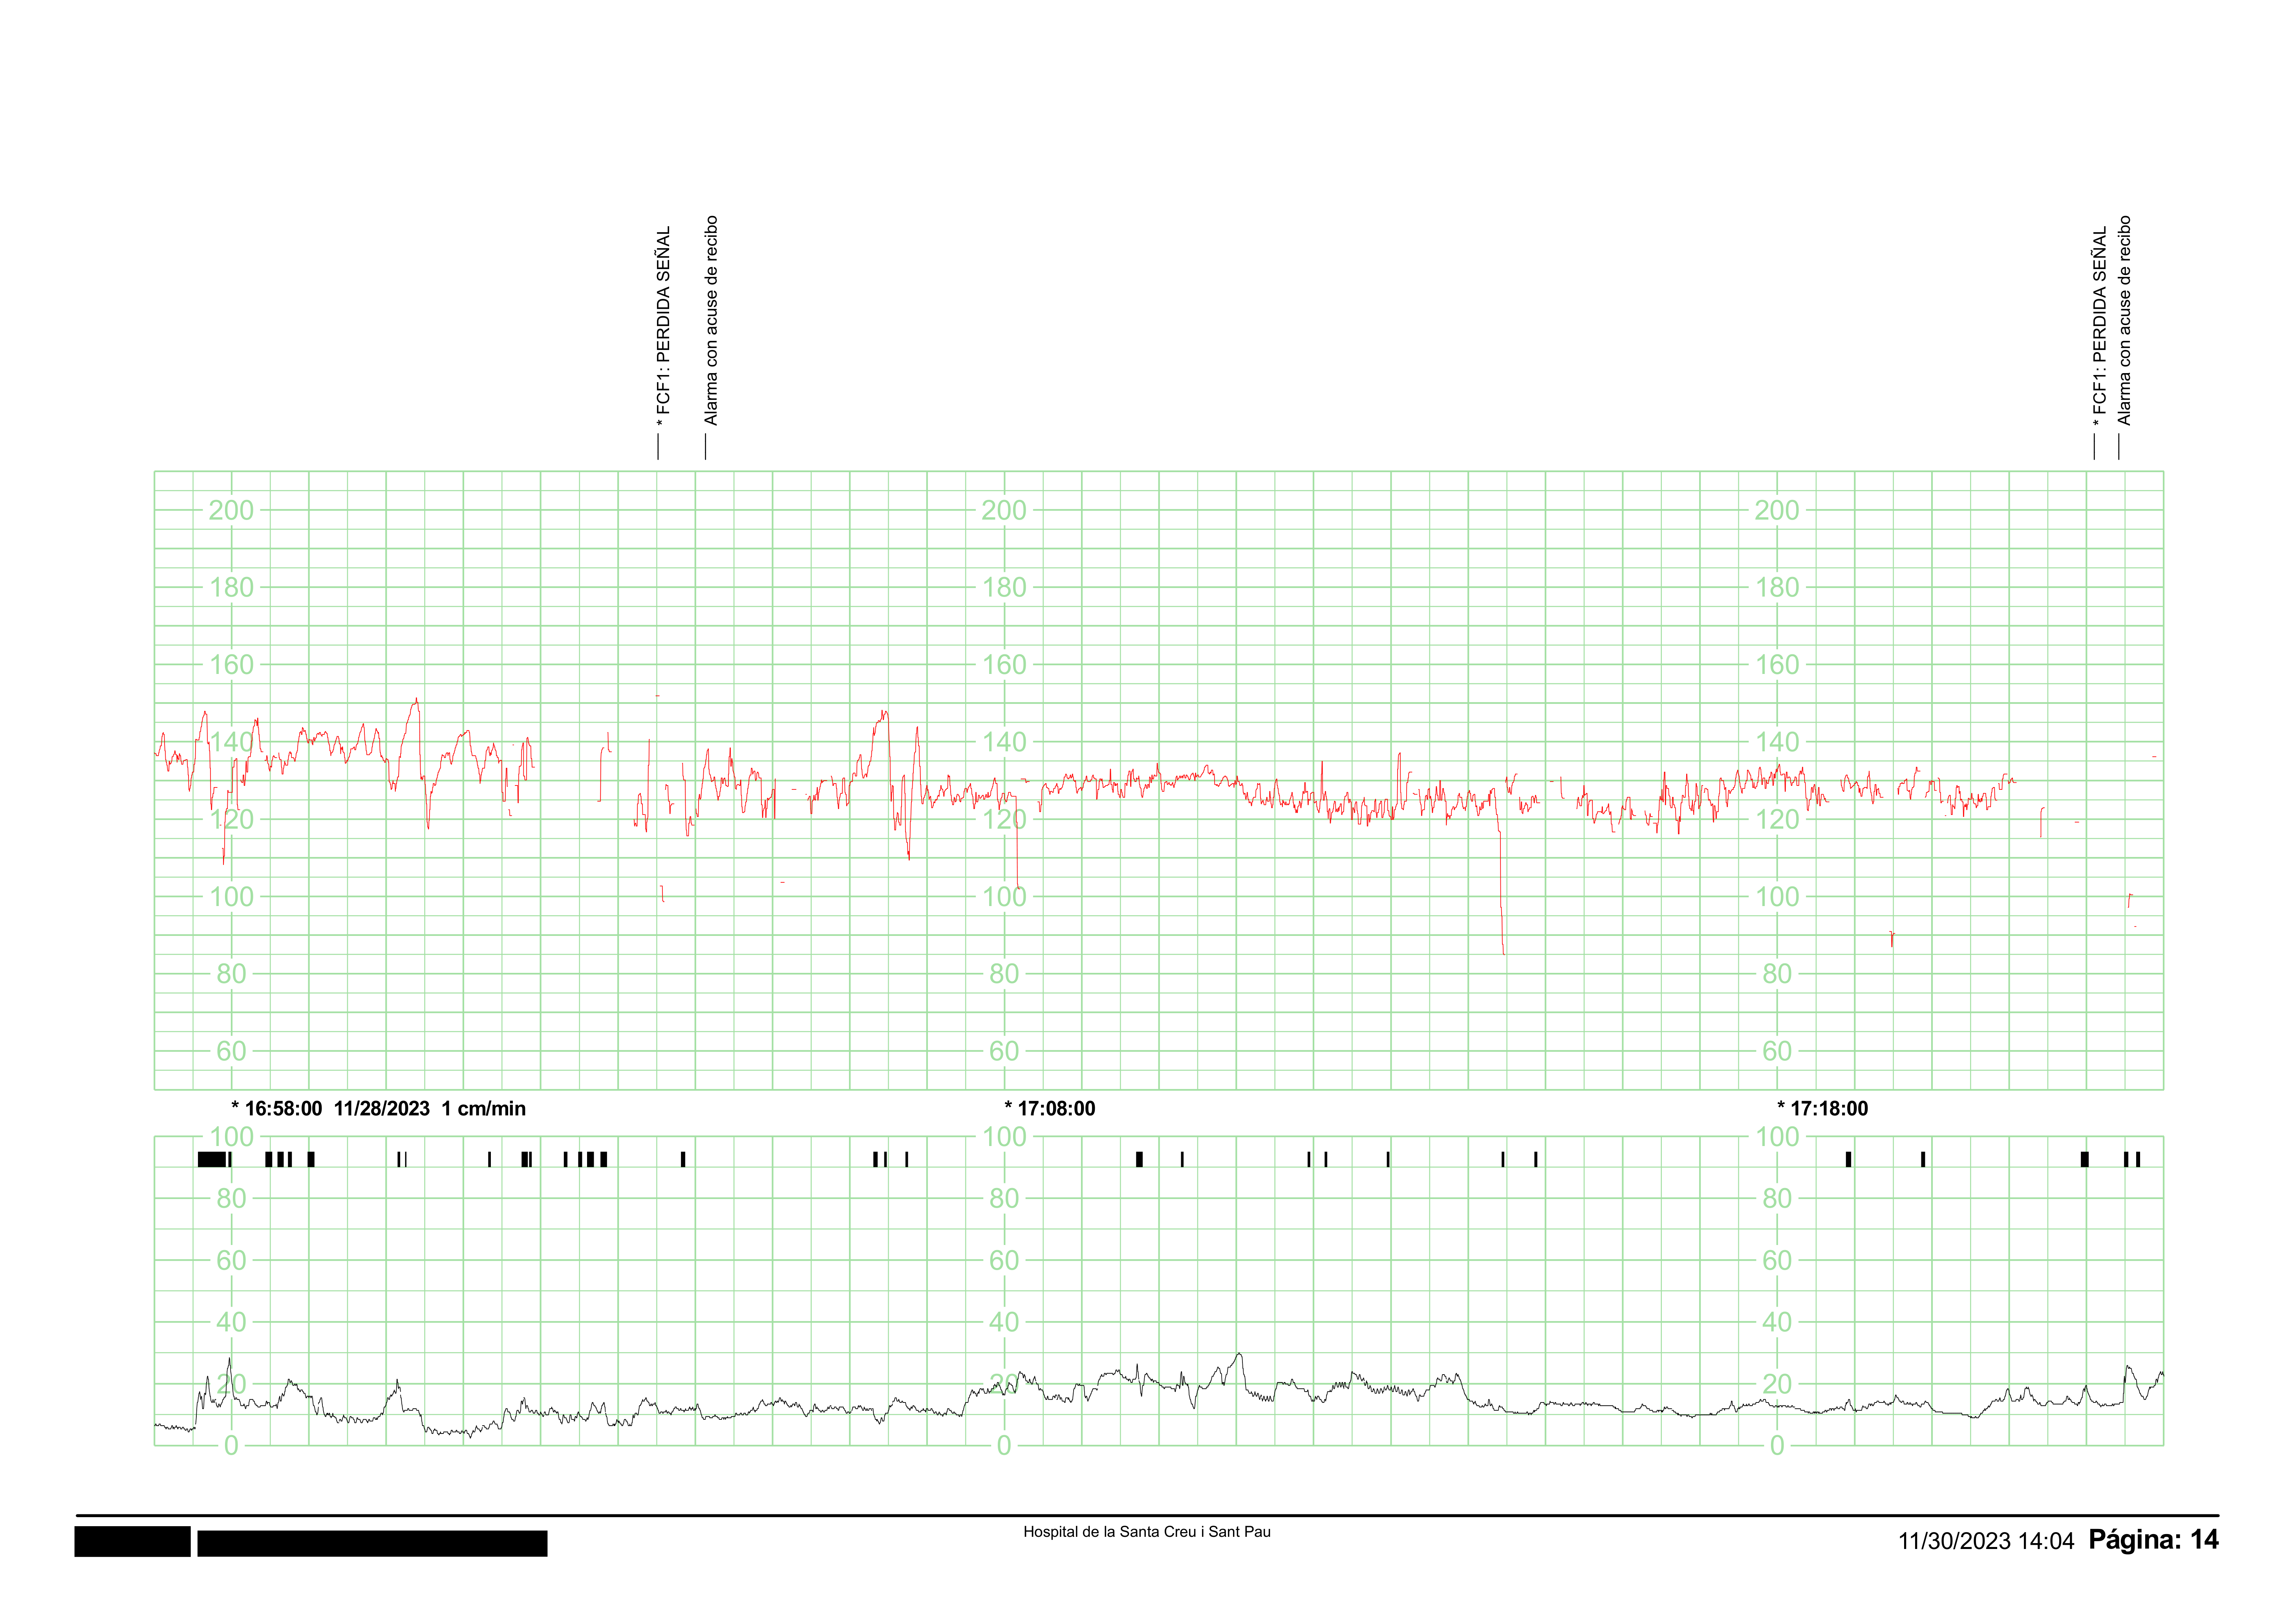 * FCF1: PERDIDA SEÑAL
Alarma con acuse de recibo
* FCF1: PERDIDA SEÑAL
Alarma con acuse de recibo
200 200 200
180 180 180
160 160 160
140 140 140
120 120 120
100 100 100
80 80 80
60 60 60
* 16:58:00 11/28/2023 1 cm/min * 17:08:00 * 17:18:00
100 100 100
80 80 80
60 60 60
40 40 40
20 20 20
0 0 0
Hospital de la Santa Creu i Sant Pau
11/30/2023 14:04 Página: 14